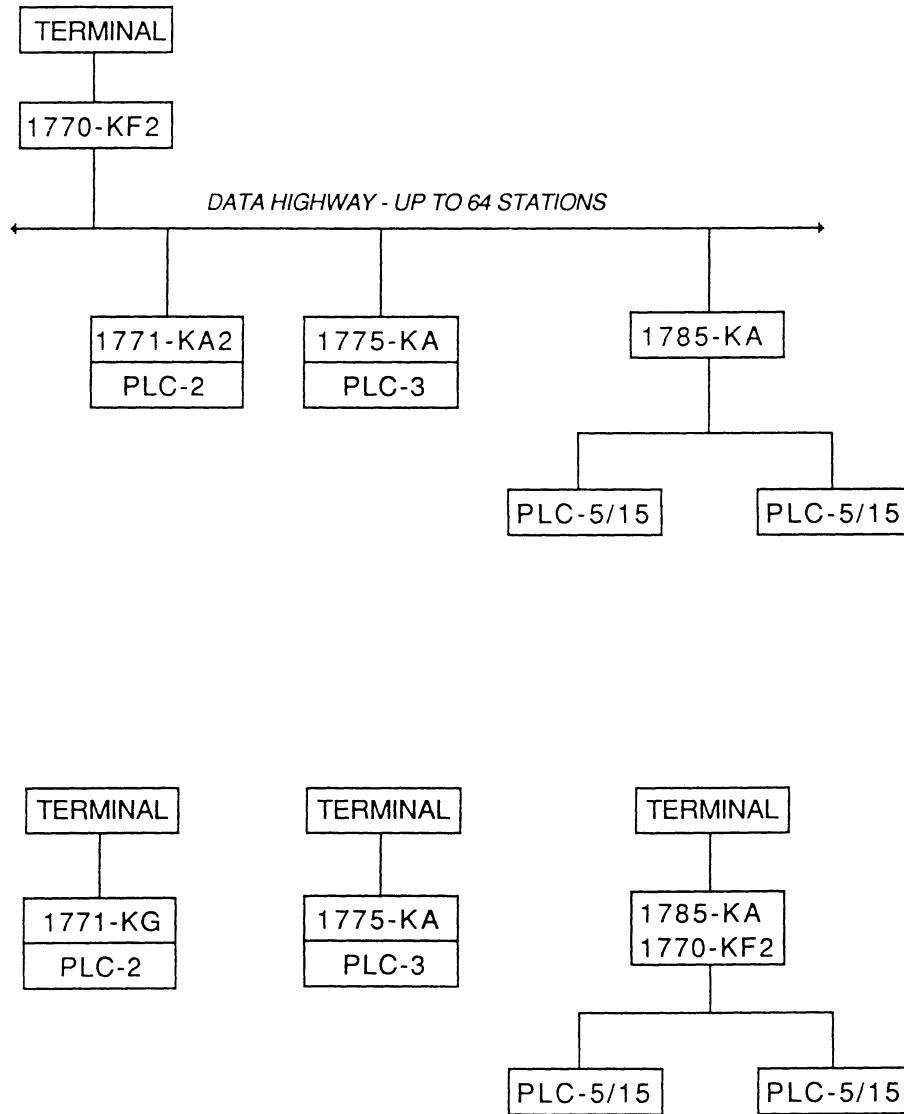 TERMINAL
1770-KF2
DATA HIGHWAY - UP TO 64 STATIONS
1771-KA2
PLC-2
1775-KA
PLC-3
1785-KA
PLC-5/15
PLC-5/15
TERMINAL
TERMINAL
TERMINAL
1771-KG
PLC-2
1775-KA
PLC-3
1785-KA
1770-KF2
PLC-5/15
PLC-5/15